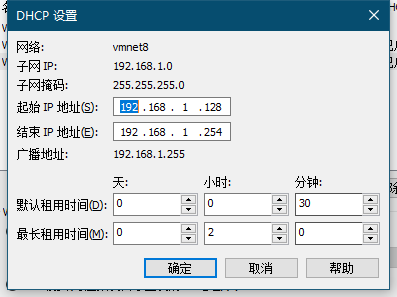 DHCP 设置
网络: vmnet8
子网 IP: 192.168.1.0
子网掩码: 255.255.255.0
起始 IP 地址(S): 192 . 168 . 1 . 128
结束 IP 地址(E): 192 . 168 . 1 . 254
广播地址: 192.168.1.255
天: 小时: 分钟:
默认租用时间(D): 0 0 30
最长租用时间(M): 0 2 0
确定 取消 帮助